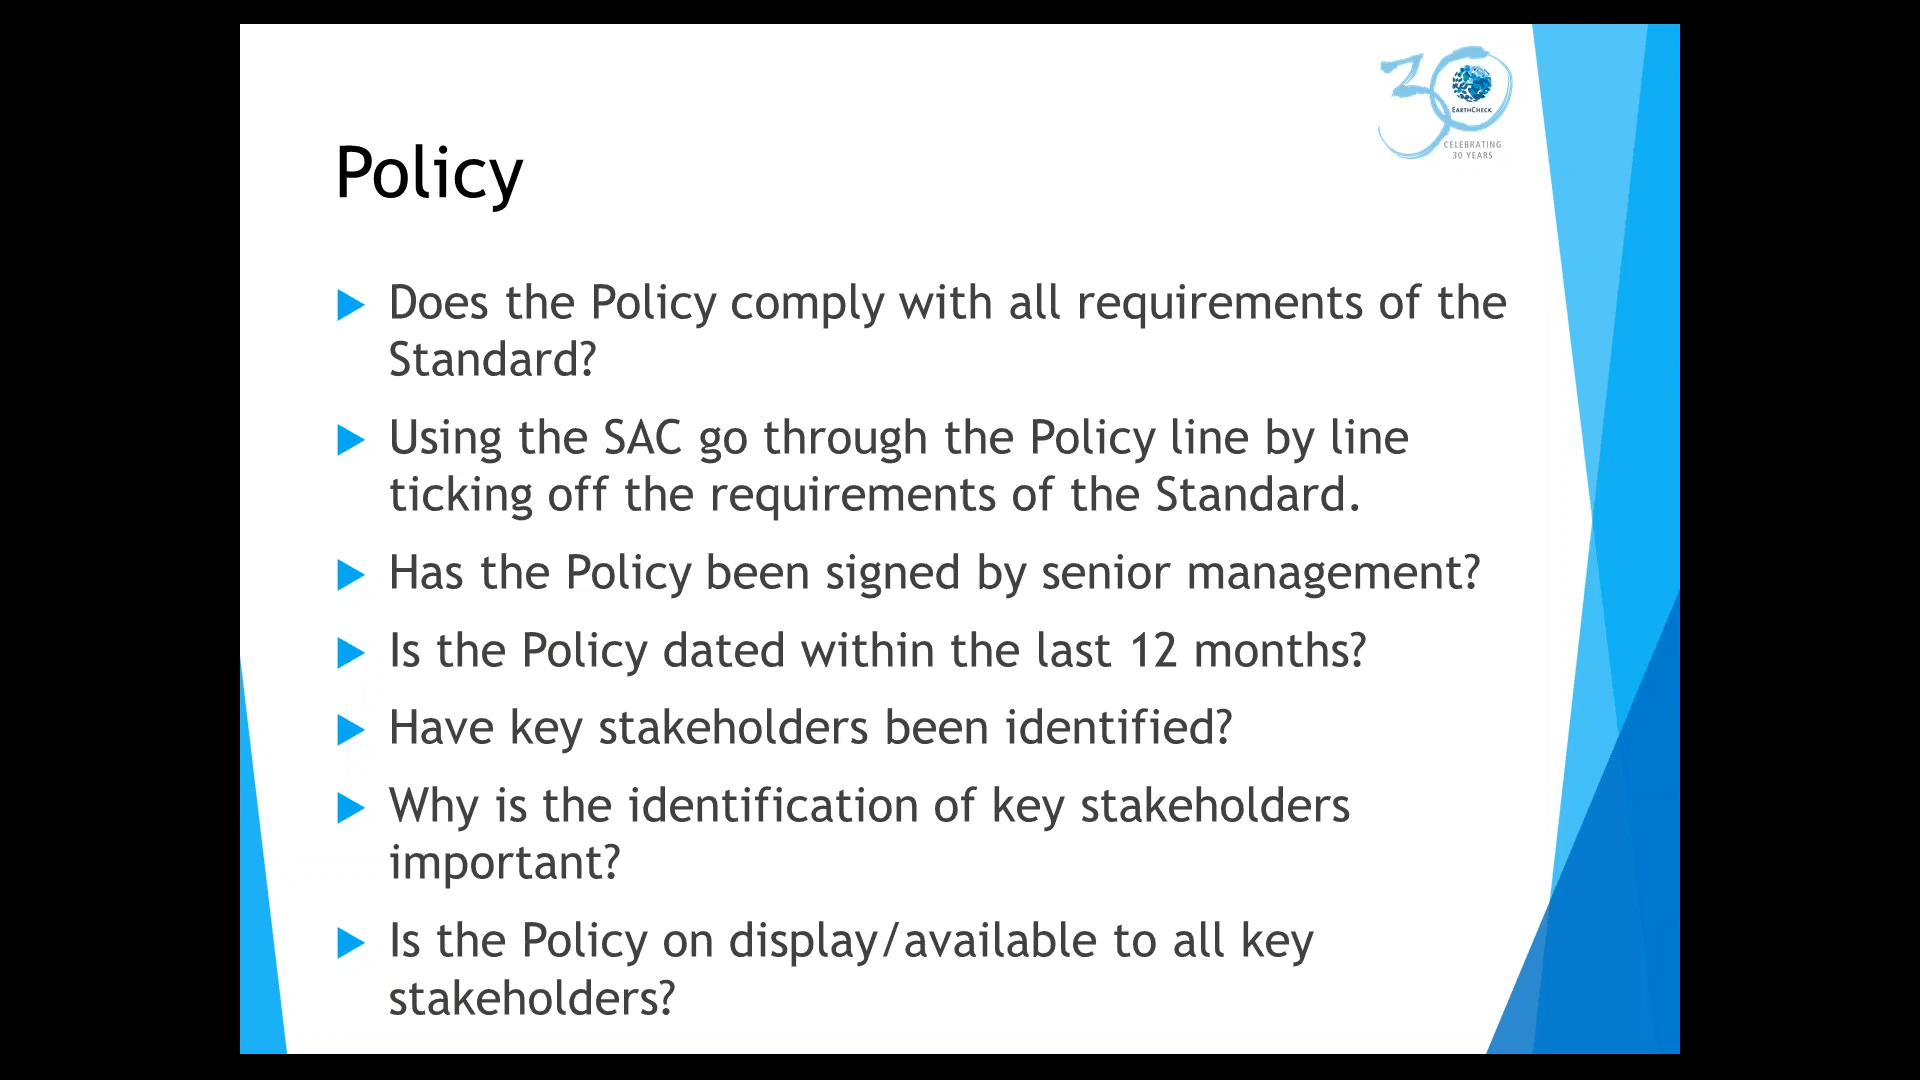 30
EARTHCHECK
CELEBRATING
30 YEARS
Policy
Does the Policy comply with all requirements of the
Standard?
Using the SAC go through the Policy line by line
ticking off the requirements of the Standard.
Has the Policy been signed by senior management?
Is the Policy dated within the last 12 months?
Have key stakeholders been identified?
Why is the identification of key stakeholders
important?
Is the Policy on display/available to all key
stakeholders?